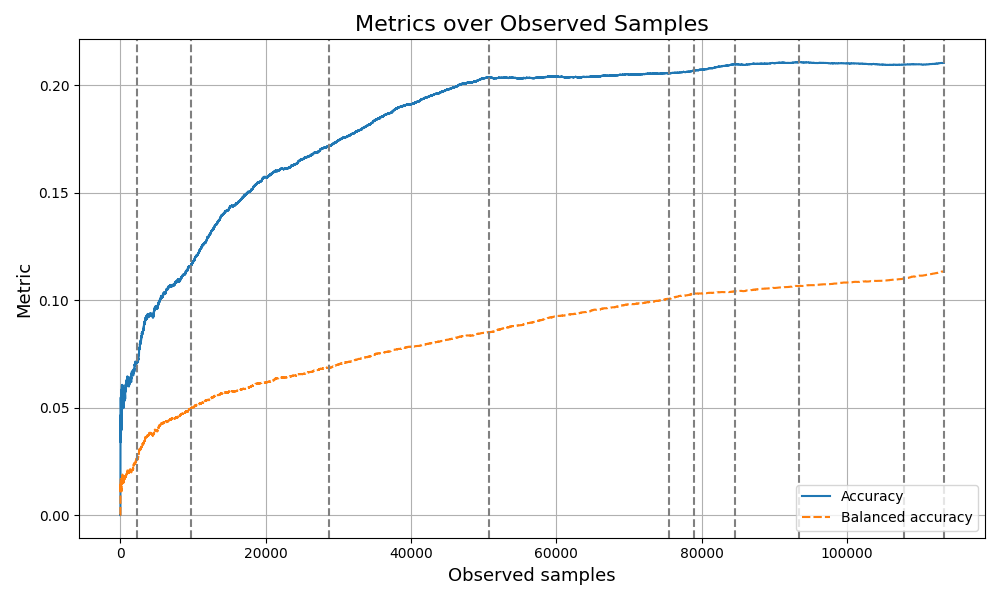 Metrics over Observed Samples
Metric
0.20
0.15
0.10
0.05
0.00
0
20000
40000
60000
80000
100000
Observed samples
Accuracy
Balanced accuracy